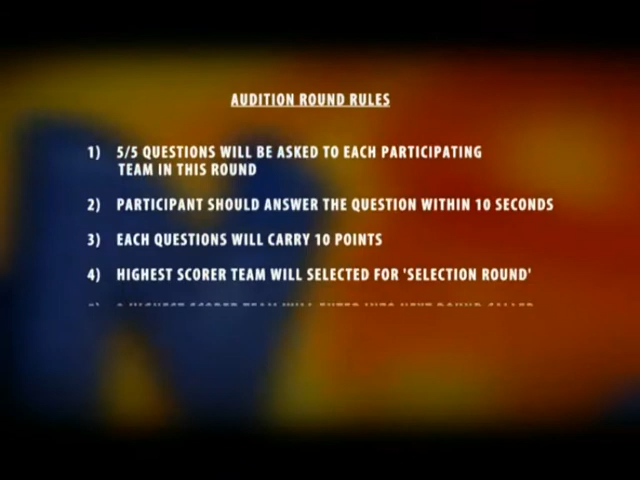 AUDITION ROUND RULES
1) 5/5 QUESTIONS WILL BE ASKED TO EACH PARTICIPATING
TEAM IN THIS ROUND
2) PARTICIPANT SHOULD ANSWER THE QUESTION WITHIN 10 SECONDS
3) EACH QUESTIONS WILL CARRY 10 POINTS
4) HIGHEST SCORER TEAM WILL SELECTED FOR 'SELECTION ROUND'